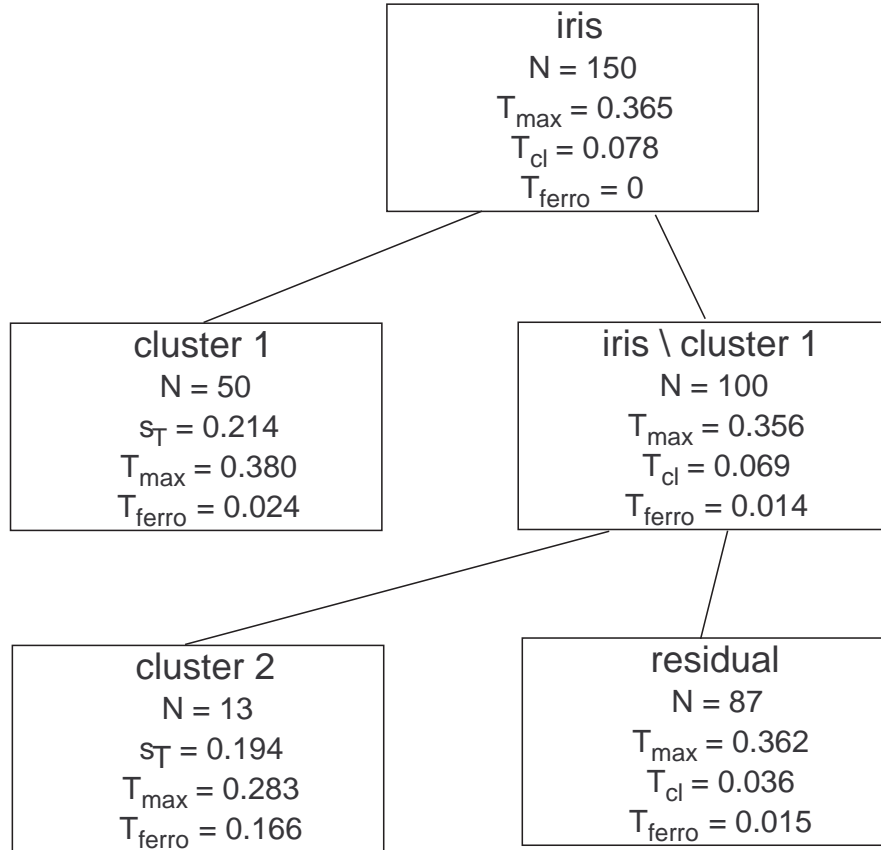 iris
N = 150
T_max = 0.365
T_cl = 0.078
T_ferro = 0
cluster 1
N = 50
s_T = 0.214
T_max = 0.380
T_ferro = 0.024
iris \ cluster 1
N = 100
T_max = 0.356
T_cl = 0.069
T_ferro = 0.014
cluster 2
N = 13
s_T = 0.194
T_max = 0.283
T_ferro = 0.166
residual
N = 87
T_max = 0.362
T_cl = 0.036
T_ferro = 0.015